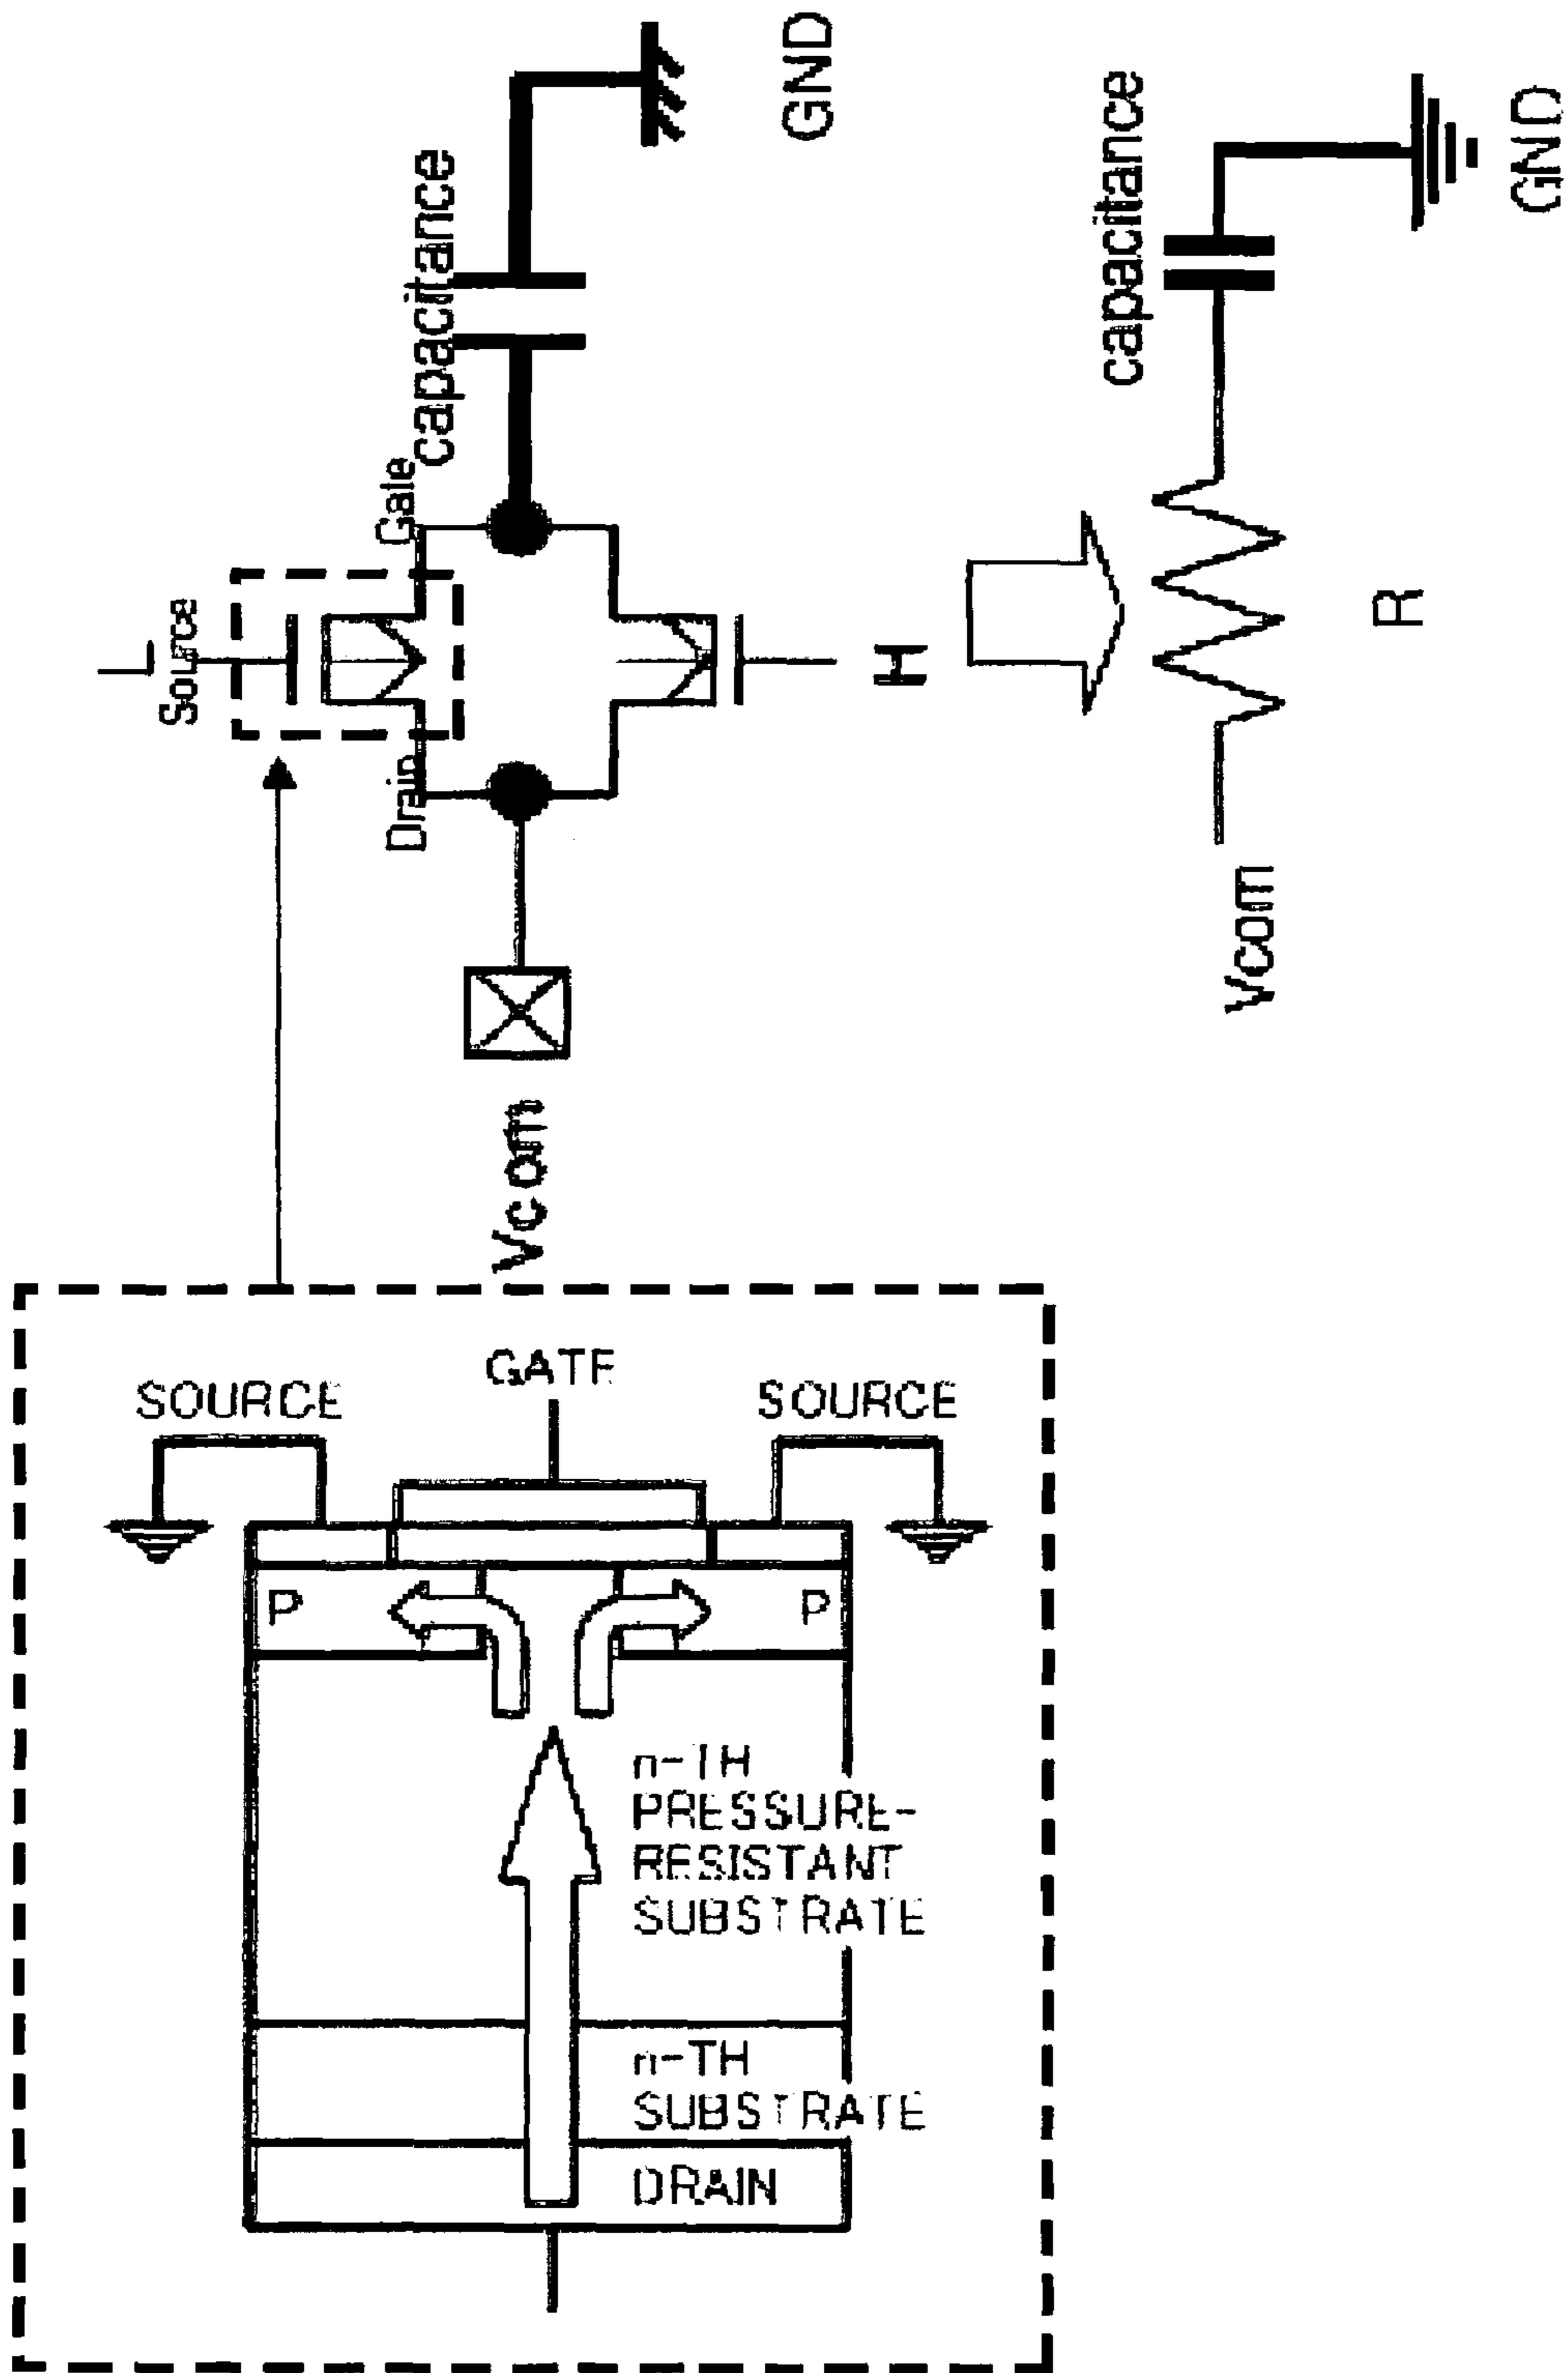 GND
capacitance
Gate
L
Source
Drain
Vcom
H
capacitance
GND
R
Vcom
GATE
SOURCE
SOURCE
P
P
n-TH
PRESSURE-
RESISTANT
SUBSTRATE
n-TH
SUBSTRATE
DRAIN